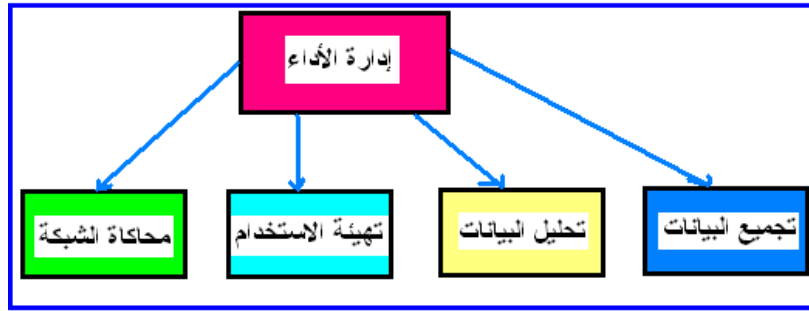 إدارة الأداء
تجميع البيانات
تحليل البيانات
تهيئة الاستخدام
محاكاة الشبكة